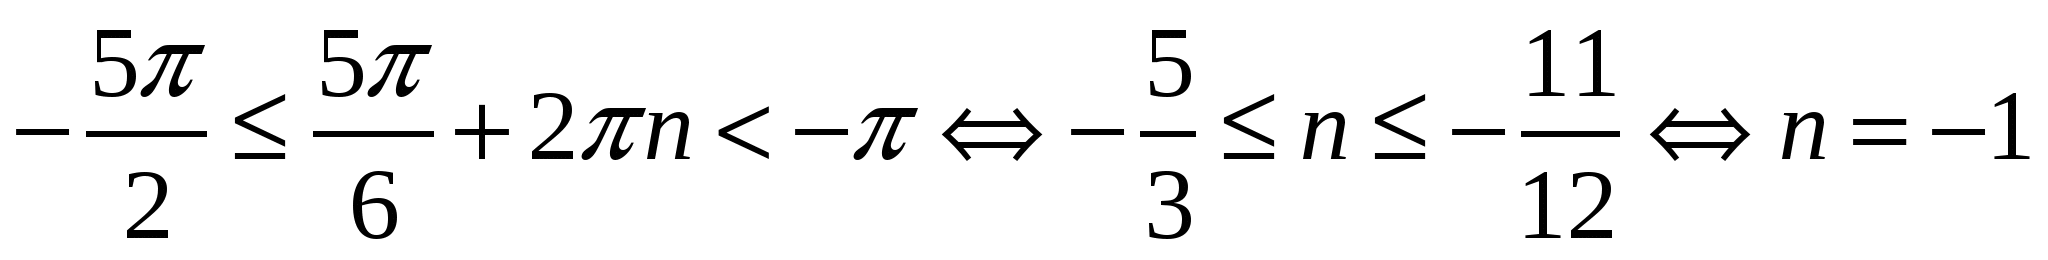 −5π/2 ≤ 5π/6 + 2πn < −π ⇔ −5/3 ≤ n ≤ −11/12 ⇔ n = −1